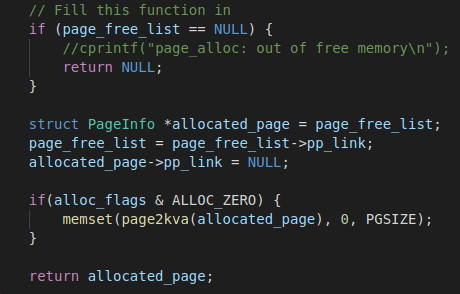 // Fill this function in
if (page_free_list == NULL) {
    //cprintf("page_alloc: out of free memory\n");
    return NULL;
}

struct PageInfo *allocated_page = page_free_list;
page_free_list = page_free_list->pp_link;
allocated_page->pp_link = NULL;

if(alloc_flags & ALLOC_ZERO) {
    memset(page2kva(allocated_page), 0, PGSIZE);
}

return allocated_page;